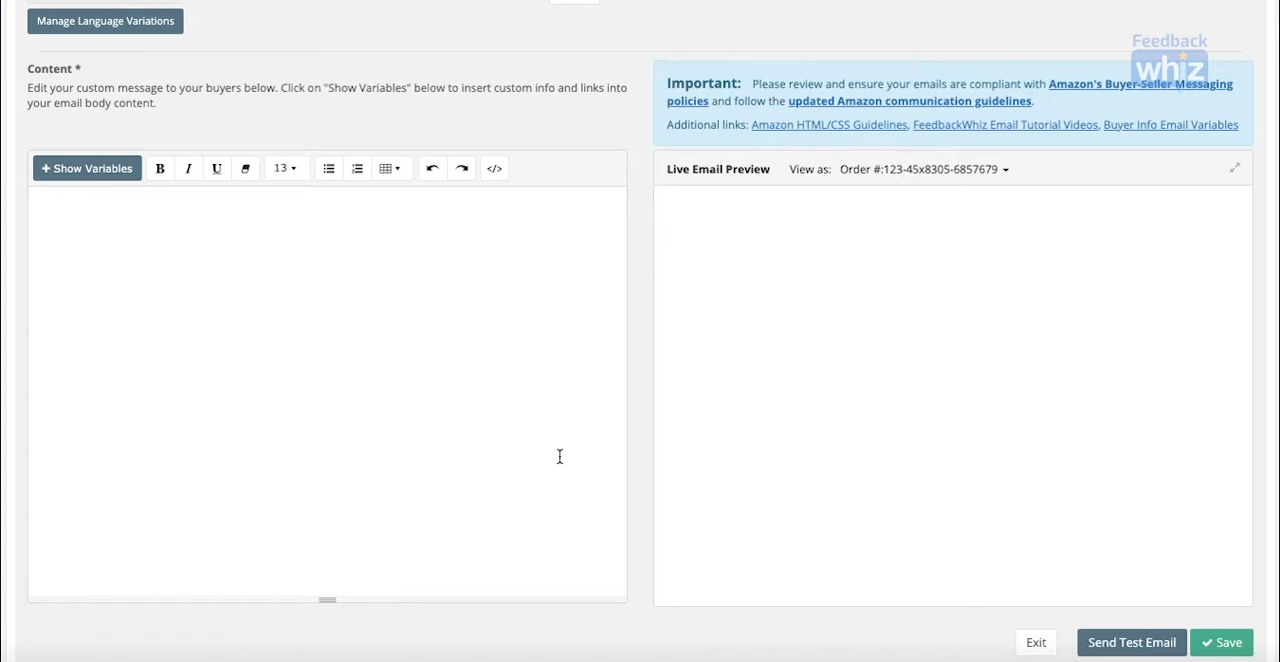 Manage Language Variations
Feedback
whiz
Content *
Edit your custom message to your buyers below. Click on "Show Variables" below to insert custom info and links into
your email body content.
Important: Please review and ensure your emails are compliant with Amazon's Buyer-Seller Messaging
policies and follow the updated Amazon communication guidelines.
Additional links: Amazon HTML/CSS Guidelines, FeedbackWhiz Email Tutorial Videos, Buyer Info Email Variables
+ Show Variables B I U 13 </>
Live Email Preview View as: Order #:123-45x8305-6857679
Exit Send Test Email ✔ Save